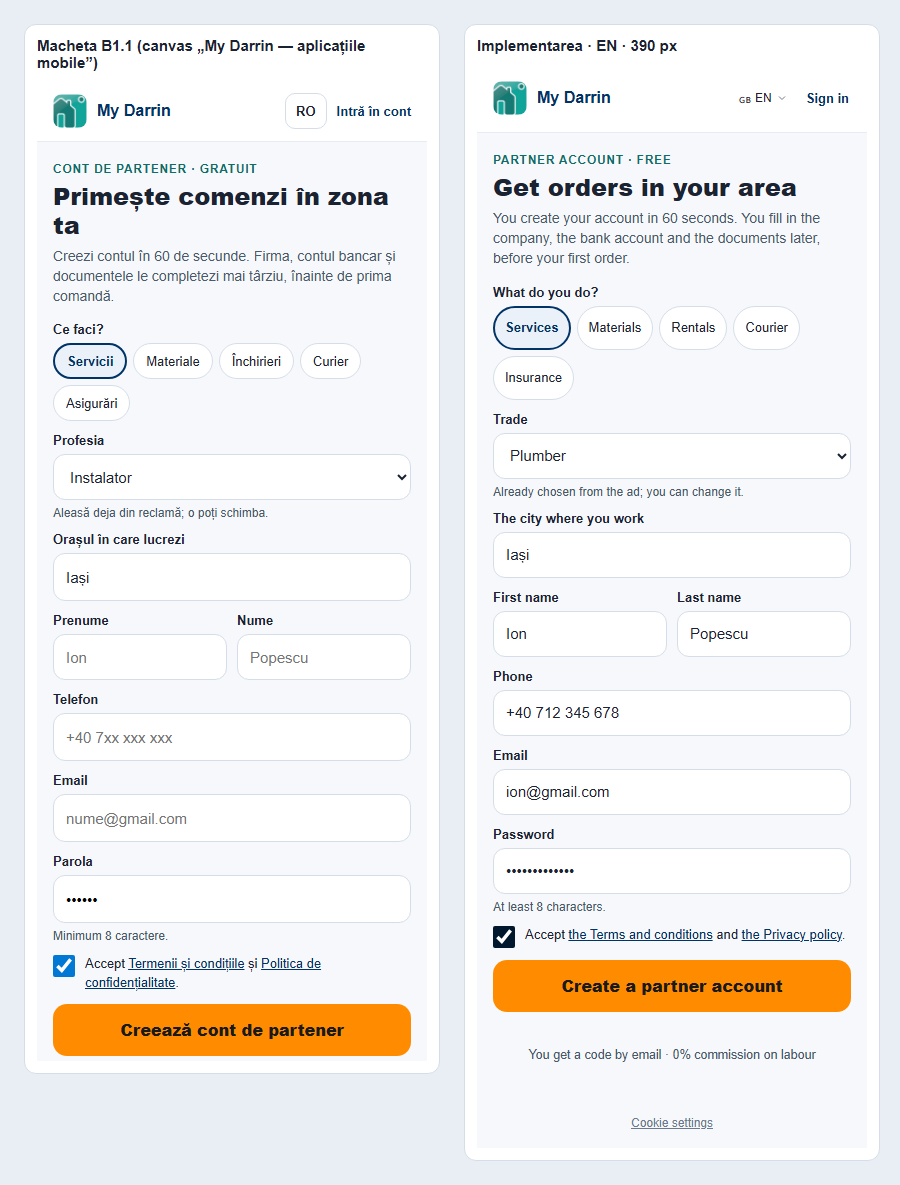 Macheta B1.1 (canvas „My Darrin — aplicațiile
mobile”)
My Darrin
RO
Intră în cont
CONT DE PARTENER · GRATUIT
Primește comenzi în zona
ta
Creezi contul în 60 de secunde. Firma, contul bancar și
documentele le completezi mai târziu, înainte de prima
comandă.
Ce faci?
Servicii
Materiale
Închirieri
Curier
Asigurări
Profesia
Instalator
Aleasă deja din reclamă; o poți schimba.
Orașul în care lucrezi
Iași
Prenume
Nume
Ion
Popescu
Telefon
+40 7xx xxx xxx
Email
nume@gmail.com
Parola
••••••
Minimum 8 caractere.
Accept Termenii și condițiile și Politica de
confidențialitate.
Creează cont de partener
Implementarea · EN · 390 px
My Darrin
GB EN
Sign in
PARTNER ACCOUNT · FREE
Get orders in your area
You create your account in 60 seconds. You fill in the
company, the bank account and the documents later,
before your first order.
What do you do?
Services
Materials
Rentals
Courier
Insurance
Trade
Plumber
Already chosen from the ad; you can change it.
The city where you work
Iași
First name
Last name
Ion
Popescu
Phone
+40 712 345 678
Email
ion@gmail.com
Password
•••••••••••••
At least 8 characters.
Accept the Terms and conditions and the Privacy policy.
Create a partner account
You get a code by email · 0% commission on labour
Cookie settings